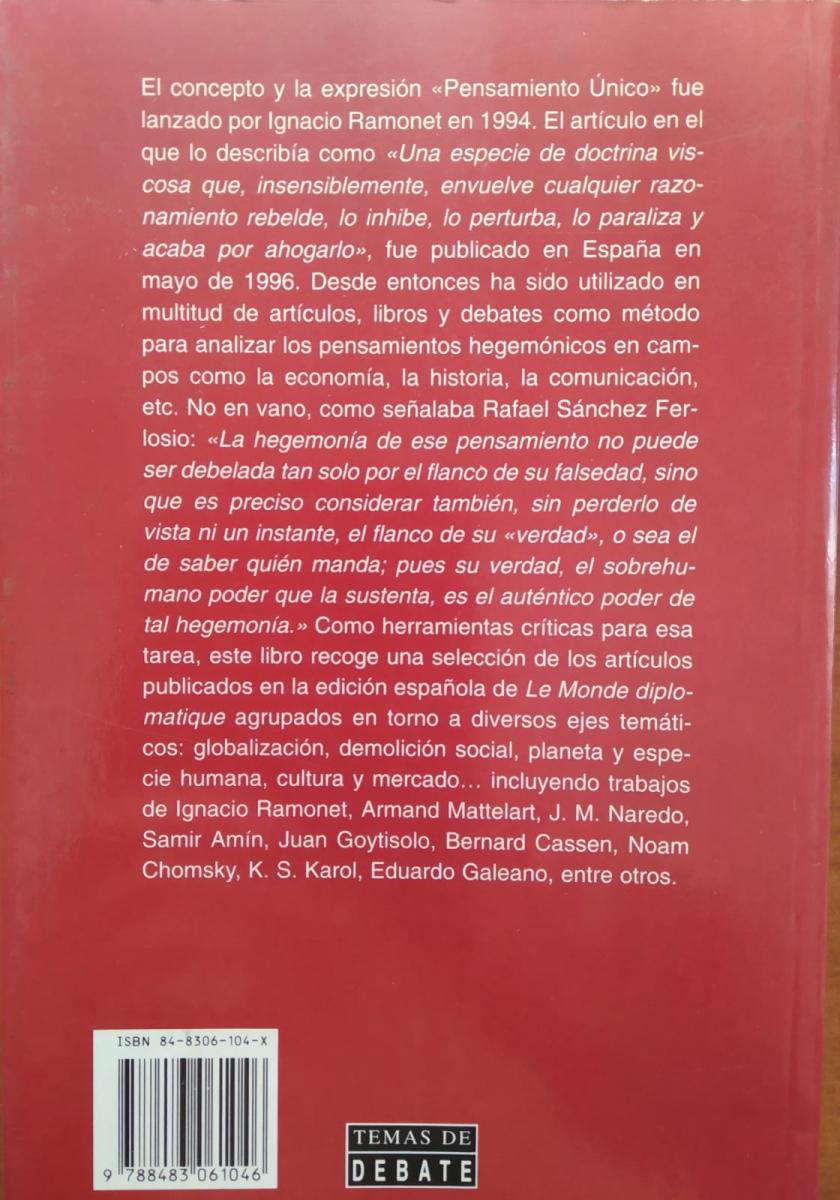 El concepto y la expresión «Pensamiento Único» fue
lanzado por Ignacio Ramonet en 1994. El artículo en el
que lo describía como «Una especie de doctrina vis-
cosa que, insensiblemente, envuelve cualquier razo-
namiento rebelde, lo inhibe, lo perturba, lo paraliza y
acaba por ahogarlo», fue publicado en España en
mayo de 1996. Desde entonces ha sido utilizado en
multitud de artículos, libros y debates como método
para analizar los pensamientos hegemónicos en cam-
pos como la economía, la historia, la comunicación,
etc. No en vano, como señalaba Rafael Sánchez Fer-
losio: «La hegemonía de ese pensamiento no puede
ser debelada tan solo por el flanco de su falsedad, sino
que es preciso considerar también, sin perderlo de
vista ni un instante, el flanco de su «verdad», o sea el
de saber quién manda; pues su verdad, el sobrehu-
mano poder que la sustenta, es el auténtico poder de
tal hegemonía.» Como herramientas críticas para esa
tarea, este libro recoge una selección de los artículos
publicados en la edición española de Le Monde diplo-
matique agrupados en torno a diversos ejes temáti-
cos: globalización, demolición social, planeta y espe-
cie humana, cultura y mercado... incluyendo trabajos
de Ignacio Ramonet, Armand Mattelart, J. M. Naredo,
Samir Amín, Juan Goytisolo, Bernard Cassen, Noam
Chomsky, K. S. Karol, Eduardo Galeano, entre otros.
ISBN 84-8306-104-X
9 788483 061046
TEMAS DE
DEBATE